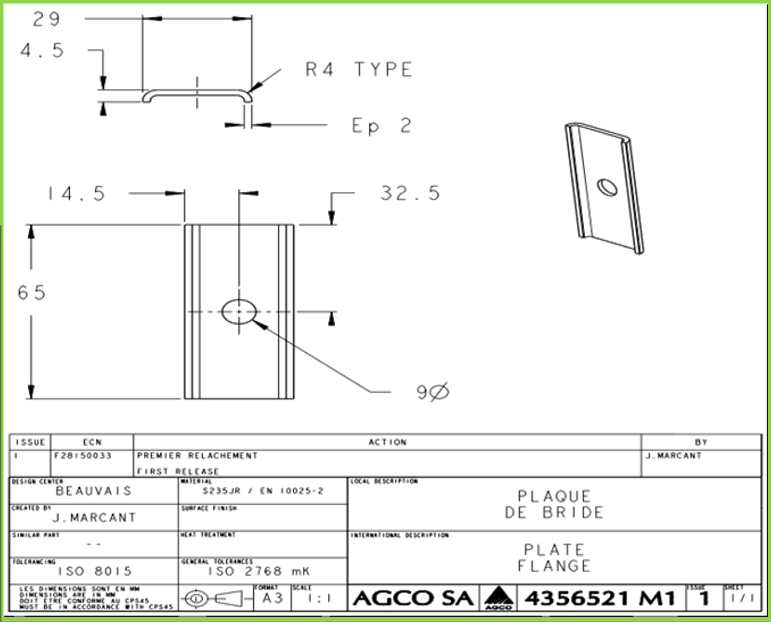 29
4.5
R4 TYPE
Ep 2
14.5
32.5
65
9Ø
ISSUE ECN ACTION BY
1 F28150033 PREMIER RELACHEMENT J.MARCANT
FIRST RELEASE
DESIGN CENTER
BEAUVAIS
MATERIAL
S235JR / EN 10025-2
LOCAL DESCRIPTION
PLAQUE
DE BRIDE
CREATED BY
J.MARCANT
SURFACE FINISH
SIMILAR PART
--
HEAT TREATMENT
INTERNATIONAL DESCRIPTION
PLATE
FLANGE
TOLERANCING
ISO 8015
GENERAL TOLERANCES
ISO 2768 mK
LES DIMENSIONS SONT EN MM
DIMENSIONS ARE IN MM
DOIT ETRE CONFORME AU CPS45
MUST BE IN ACCORDANCE WITH CPS45
FORMAT
A3
SCALE
1:1
AGCO SA
AGCO
4356521 M1
ISSUE
1
SHEET
1/1